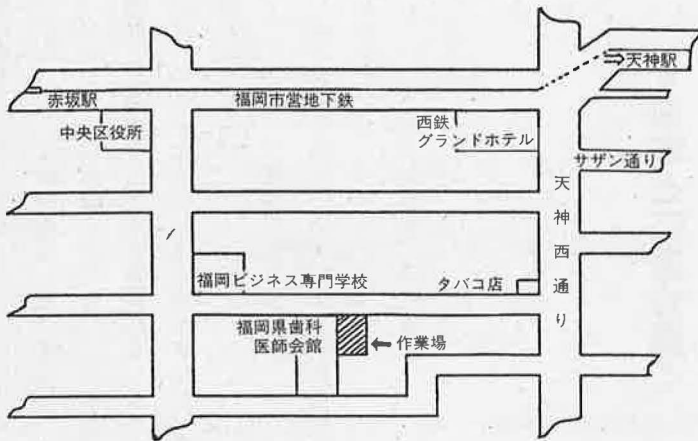 天神駅
赤坂駅
福岡市営地下鉄
中央区役所
西鉄
グランドホテル
サザン通り
天神西通り
福岡ビジネス専門学校
タバコ店
福岡県歯科
医師会館
作業場